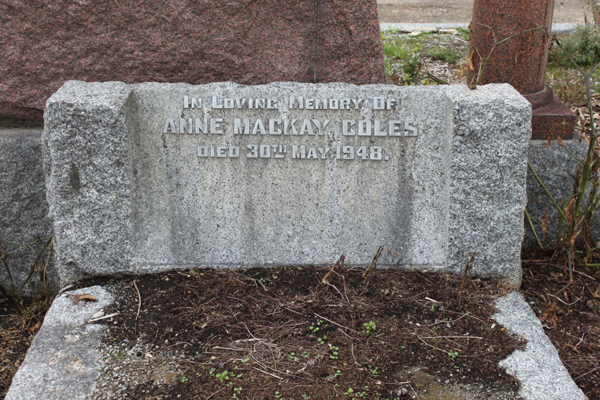 In Loving Memory Of
ANNE MACKAY COLES
DIED 30TH MAY 1948.